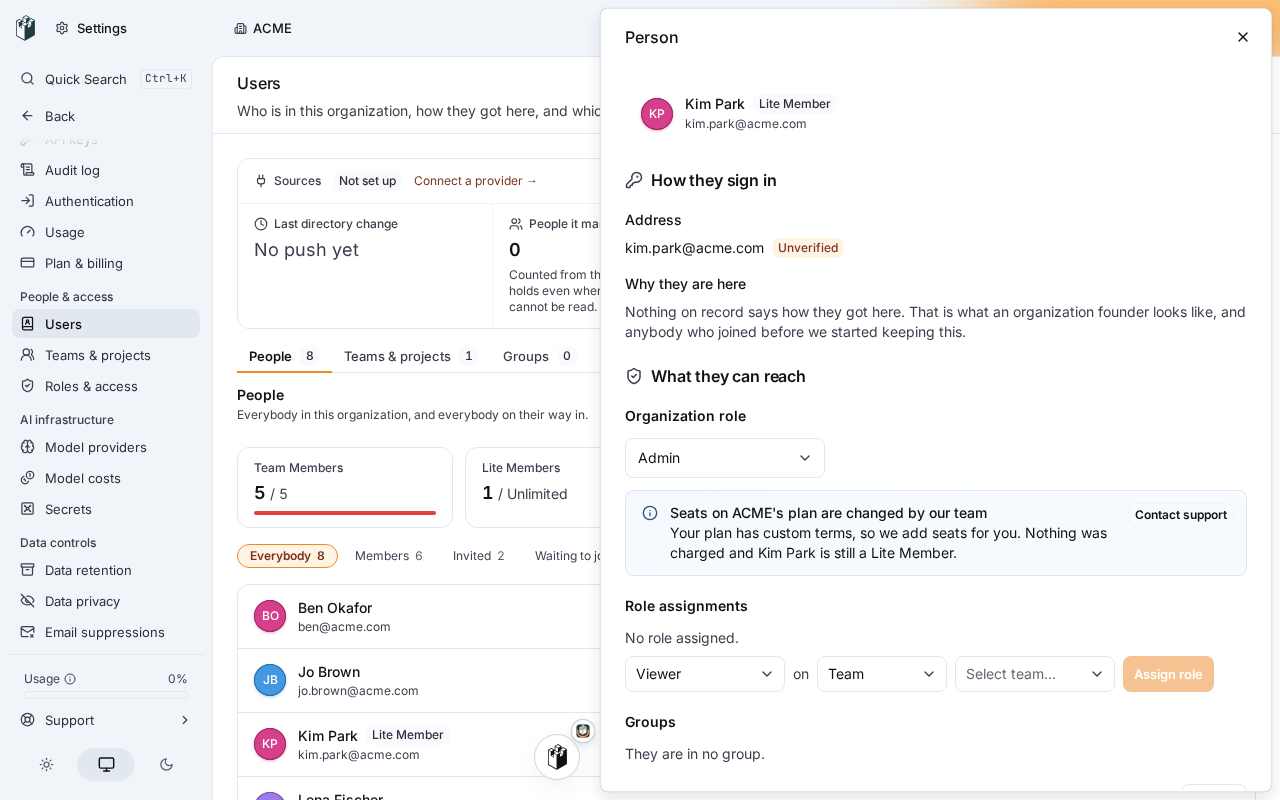 Settings
ACME
Quick Search Ctrl+K
Back
API keys
Audit log
Authentication
Usage
Plan & billing
People & access
Users
Teams & projects
Roles & access
AI infrastructure
Model providers
Model costs
Secrets
Data controls
Data retention
Data privacy
Email suppressions
Usage 0%
Support
Users
Who is in this organization, how they got here, and whic
Sources Not set up Connect a provider →
Last directory change
No push yet
People it ma
0
Counted from th
holds even when
cannot be read.
People 8 Teams & projects 1 Groups 0
People
Everybody in this organization, and everybody on their way in.
Team Members
5 / 5
Lite Members
1 / Unlimited
Everybody 8 Members 6 Invited 2 Waiting to jo
BO Ben Okafor
ben@acme.com
JB Jo Brown
jo.brown@acme.com
KP Kim Park Lite Member
kim.park@acme.com
Lena Fischer
Person
KP Kim Park Lite Member
kim.park@acme.com
How they sign in
Address
kim.park@acme.com Unverified
Why they are here
Nothing on record says how they got here. That is what an organization founder looks like, and
anybody who joined before we started keeping this.
What they can reach
Organization role
Admin
Seats on ACME's plan are changed by our team
Your plan has custom terms, so we add seats for you. Nothing was
charged and Kim Park is still a Lite Member.
Contact support
Role assignments
No role assigned.
Viewer on Team Select team... Assign role
Groups
They are in no group.